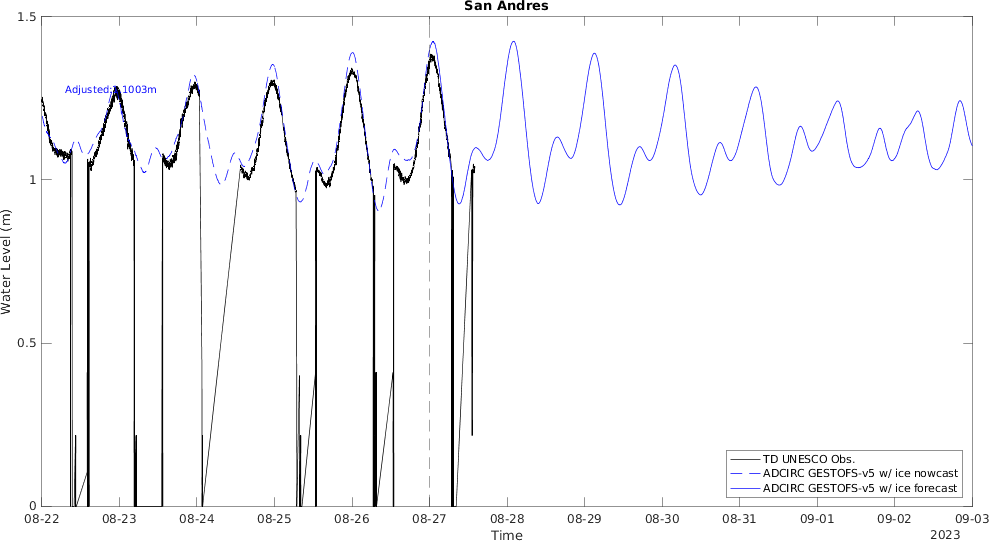 San Andres
1.5
1
0.5
0
Water Level (m)
1003m
TD UNESCO Obs.
ADCIRC GESTOFS-v5 w/ ice nowcast
ADCIRC GESTOFS-v5 w/ ice forecast
08-22 08-23 08-24 08-25 08-26 08-27 08-28 08-29 08-30 08-31 09-01 09-02 09-03
Time
2023